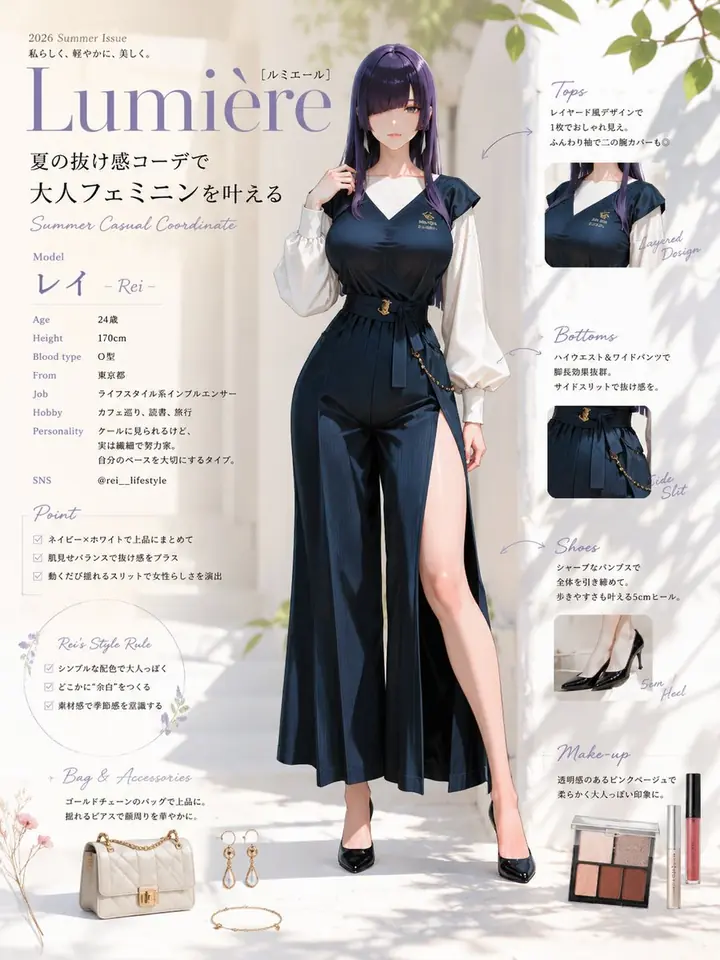 2026 Summer Issue
私らしく、軽やかに、美しく。
[ルミエール]
Lumière
夏の抜け感コーデで
大人フェミニンを叶える
Summer Casual Coordinate
Model
レイ – Rei –
Age 24歳
Height 170cm
Blood type O型
From 東京都
Job ライフスタイル系インフルエンサー
Hobby カフェ巡り、読書、旅行
Personality クールに見られるけど、
実は繊細で努力家。
自分のペースを大切にするタイプ。
SNS @rei__lifestyle
Point
ネイビー×ホワイトで上品にまとめて
肌見せバランスで抜け感をプラス
動くたび揺れるスリットで女性らしさを演出
Rei's Style Rule
シンプルな配色で大人っぽく
どこかに“余白”をつくる
素材感で季節感を意識する
Bag & Accessories
ゴールドチェーンのバッグで上品に。
揺れるピアスで顔周りを華やかに。
Tops
レイヤード風デザインで
1枚でおしゃれ見え。
ふんわり袖で二の腕カバーも◎
Layered
Design
Bottoms
ハイウエスト＆ワイドパンツで
脚長効果抜群。
サイドスリットで抜け感を。
Side
Slit
Shoes
シャープなパンプスで
全体を引き締めて。
歩きやすさも叶える5cmヒール。
5cm
Heel
Make-up
透明感のあるピンクベージュで
柔らかく大人っぽい印象に。